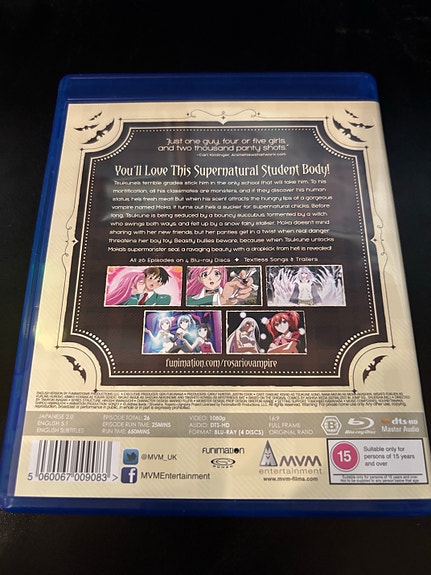 "Just one guy, four or five girls,
and two thousand panty shots."
You'll Love This Supernatural Student Body!
Tsukune's terrible grades stick him in the only school that will take him. To his
mortification, all his classmates are monsters, and if they discover his human
status, he's fresh meat! But when his scent attracts the hungry lips of a gorgeous
vampire named Moka, it turns out he's a sucker for supernatural chicks. Before
long, Tsukune is being seduced by a bouncy succubus, tormented by a witch
who swings both ways, and felt up by a snowy fairy stalker. Moka doesn't mind
sharing with her new friends, but her panties get in a twist when real danger
threatens her boy toy. Beastly bullies beware, because when Tsukune unlocks
Moka's supermonster seal, a ravaging beauty with a dropkick from hell is revealed!
All 26 Episodes on 4 Blu-ray Discs • Textless Songs & Trailers
funimation.com/rosariovampire
JAPANESE 2.0
ENGLISH 5.1
ENGLISH SUBTITLES
EPISODE TOTAL: 26
EPISODE RUN TIME: 25MINS
RUN TIME: 650MINS
VIDEO: 1080p
AUDIO: DTS-HD
FORMAT: BLU-RAY (4 DISCS)
16:9
FULL FRAME
ORIGINAL RATED
B
Blu-ray Disc
dts-HD
Master Audio
5 060067 009083 >
@MVM_UK
MVMEntertainment
FUNIMATION
MVM
entertainment
www.mvm-films.com
15
Suitable only for
persons of 15 years
and over